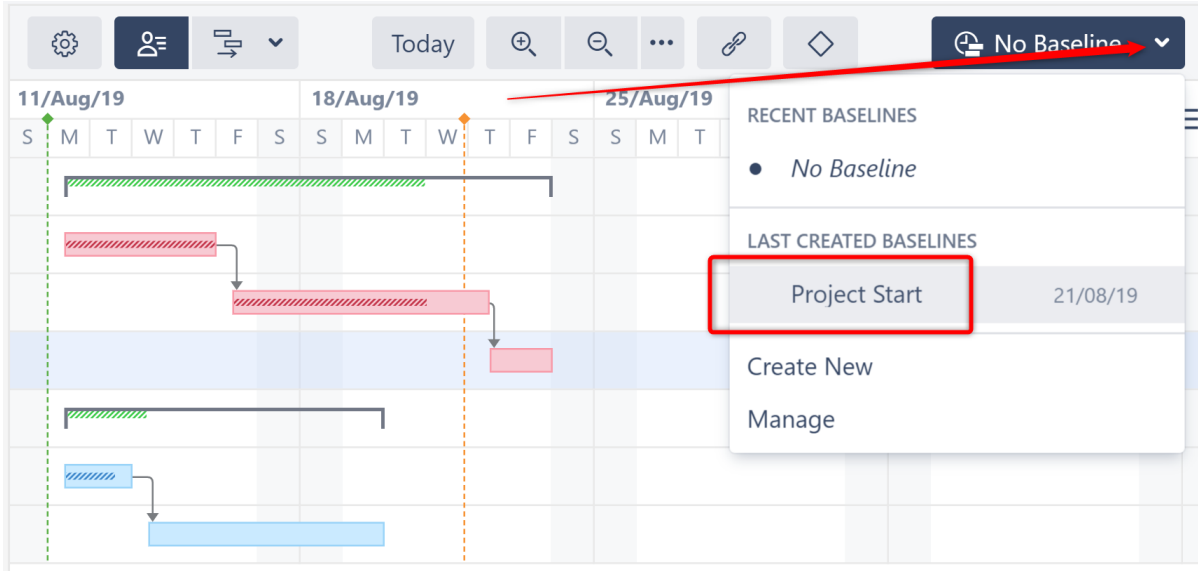 Today
No Baseline
11/Aug/19 18/Aug/19 25/Aug/19
S M T W T F S S M T W T F S S M T
RECENT BASELINES
No Baseline
LAST CREATED BASELINES
Project Start 21/08/19
Create New
Manage